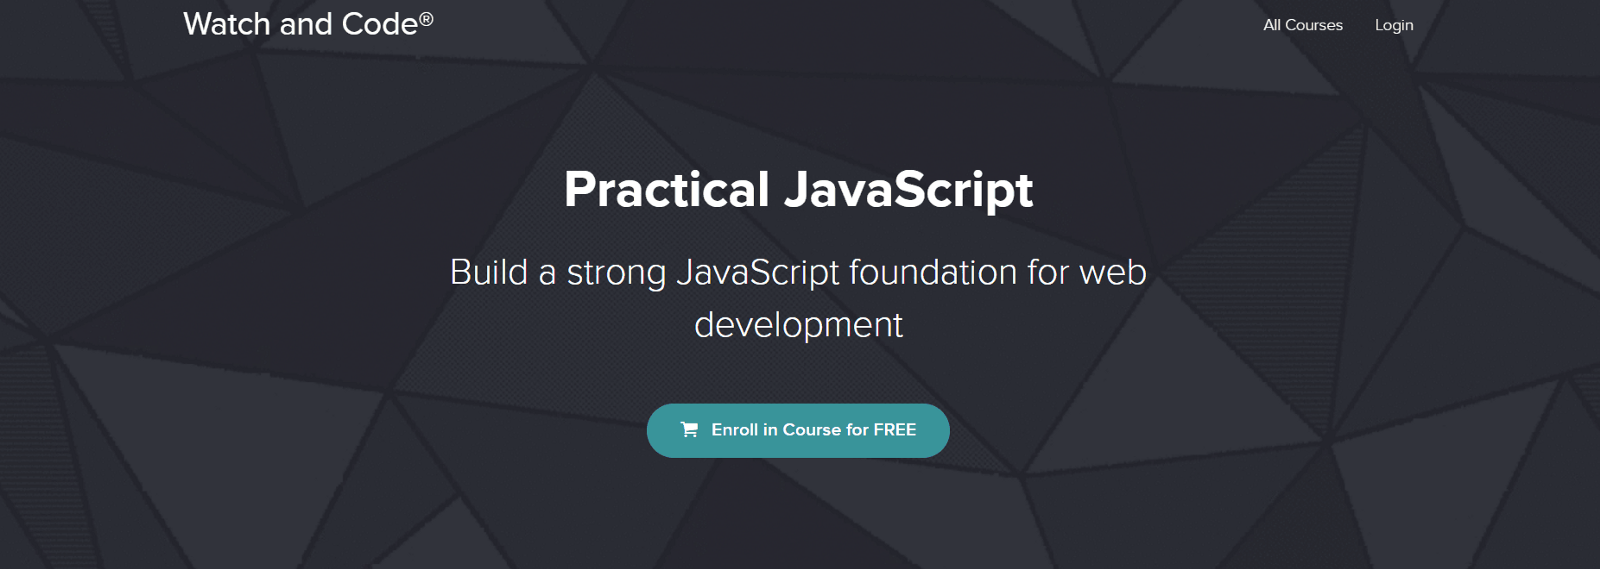 Watch and Code®
All Courses
Login
Practical JavaScript
Build a strong JavaScript foundation for web
development
Enroll in Course for FREE